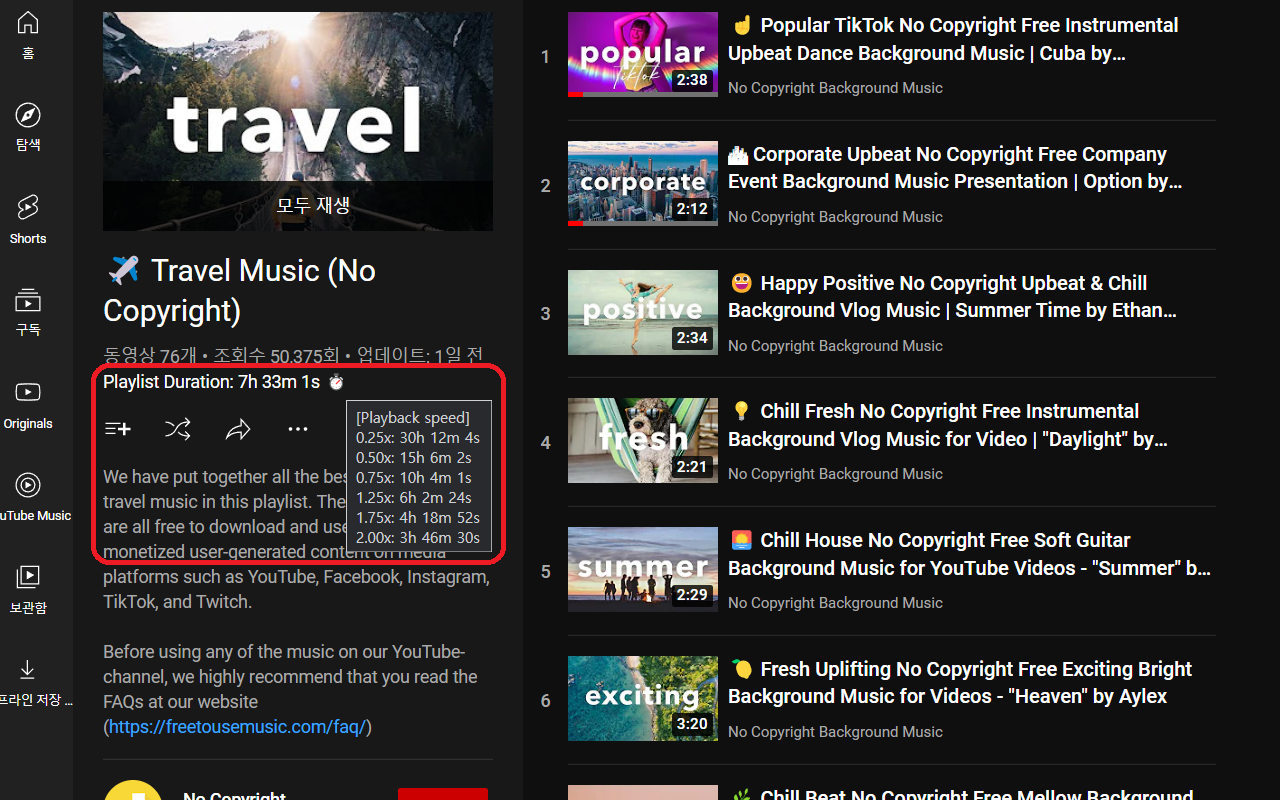 홈
탐색
Shorts
구독
Originals
uTube Music
보관함
프라인 저장 ...
travel
모두 재생
✈️ Travel Music (No
Copyright)
동영상 76개 • 조회수 50,375회 • 업데이트: 1일 전
Playlist Duration: 7h 33m 1s ⏱️
[Playback speed]
0.25x: 30h 12m 4s
0.50x: 15h 6m 2s
0.75x: 10h 4m 1s
1.25x: 6h 2m 24s
1.75x: 4h 18m 52s
2.00x: 3h 46m 30s
We have put together all the bes
travel music in this playlist. The
are all free to download and use
monetized user-generated content on media
platforms such as YouTube, Facebook, Instagram,
TikTok, and Twitch.
Before using any of the music on our YouTube-
channel, we highly recommend that you read the
FAQs at our website
(https://freetousemusic.com/faq/)
No Copyright
1
popular
TikTok
2:38
☝️ Popular TikTok No Copyright Free Instrumental
Upbeat Dance Background Music | Cuba by...
No Copyright Background Music
2
corporate
2:12
🏙️ Corporate Upbeat No Copyright Free Company
Event Background Music Presentation | Option by...
No Copyright Background Music
3
positive
2:34
😃 Happy Positive No Copyright Upbeat & Chill
Background Vlog Music | Summer Time by Ethan...
No Copyright Background Music
4
fresh
2:21
💡 Chill Fresh No Copyright Free Instrumental
Background Vlog Music for Video | "Daylight" by...
No Copyright Background Music
5
summer
2:29
🌅 Chill House No Copyright Free Soft Guitar
Background Music for YouTube Videos - "Summer" b...
No Copyright Background Music
6
exciting
3:20
🍋 Fresh Uplifting No Copyright Free Exciting Bright
Background Music for Videos - "Heaven" by Aylex
No Copyright Background Music
🌿 Chill Beat No Copyright Free Mellow Background